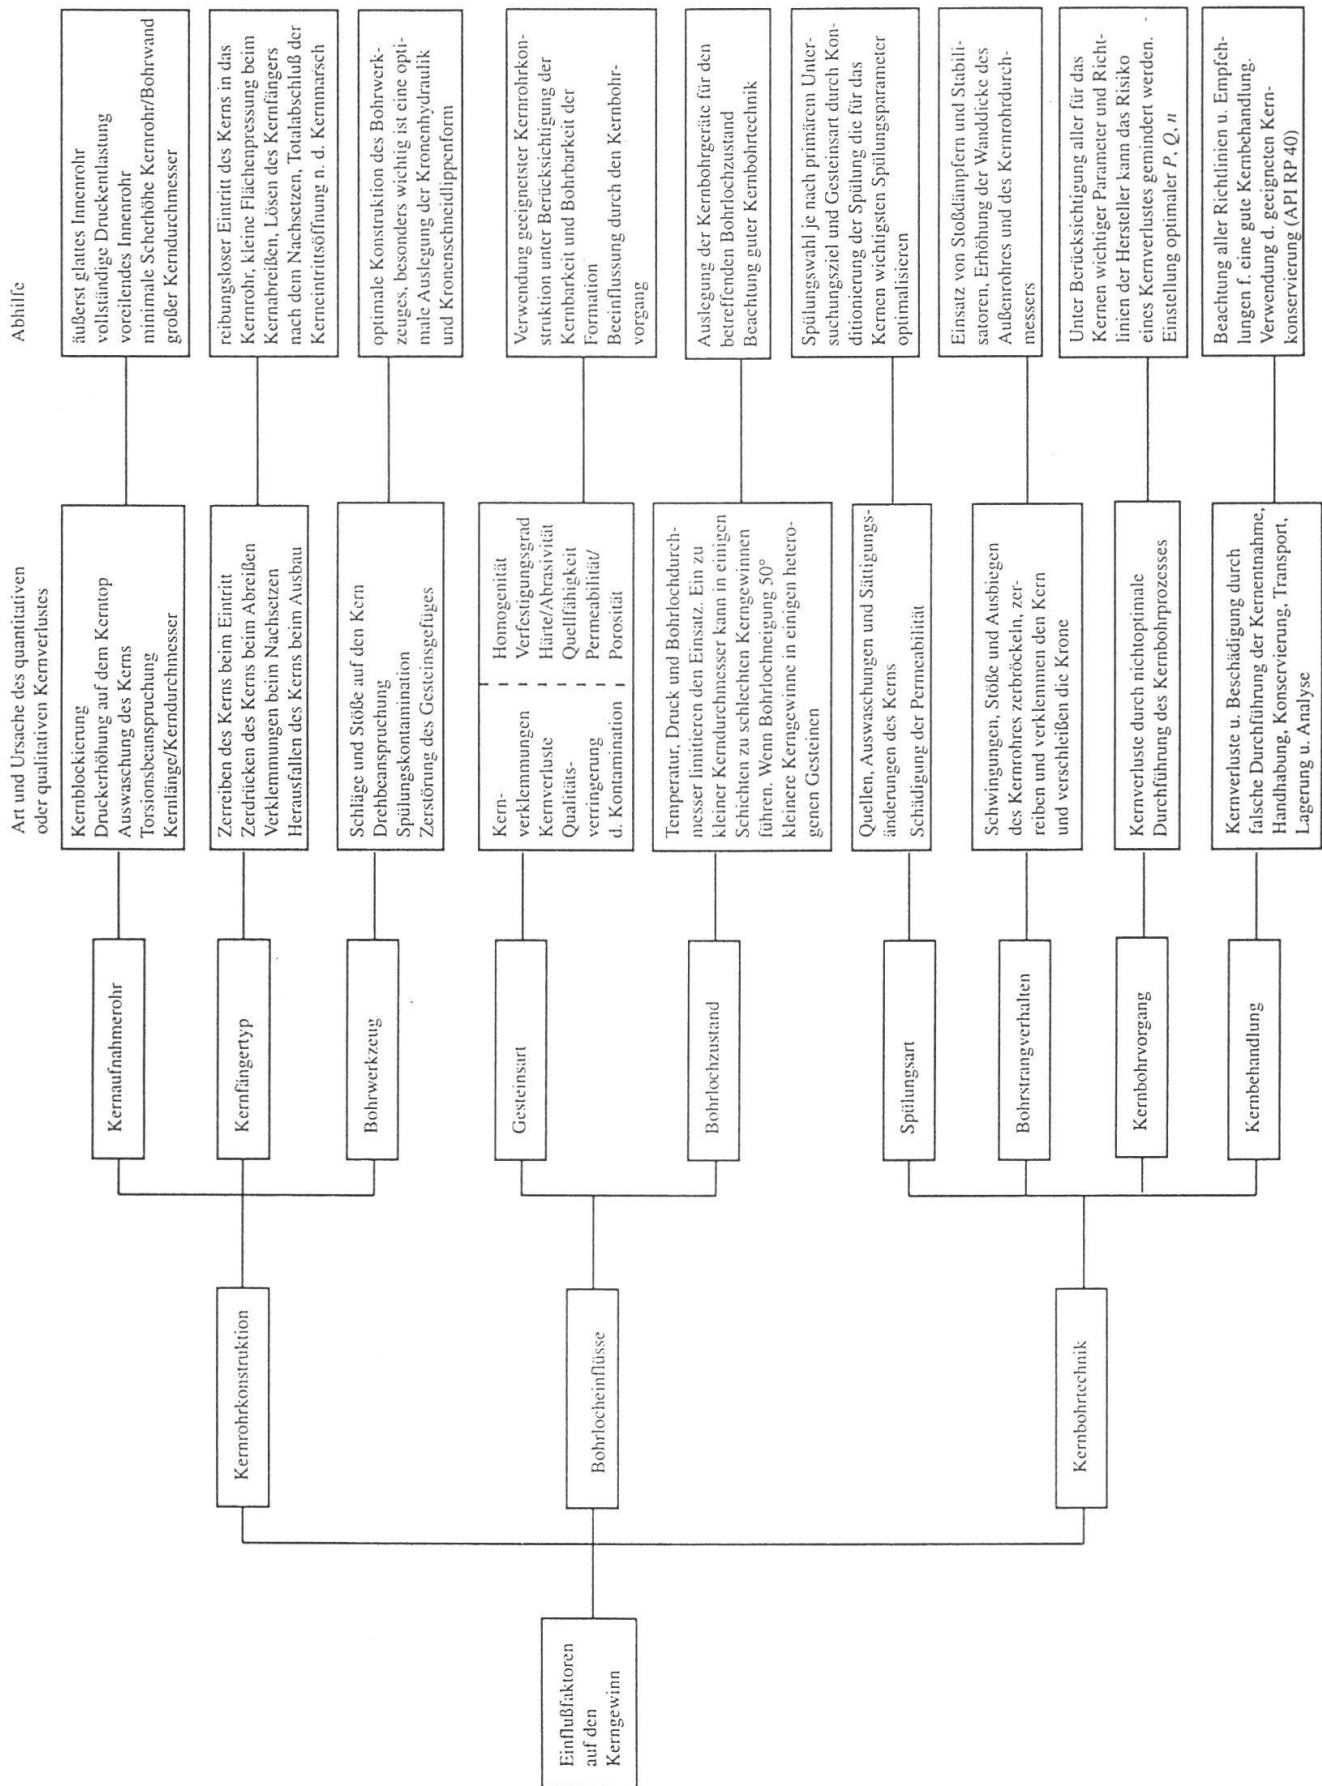 Art und Ursache des quantitativen
oder qualitativen Kernverlustes
Abhilfe
Einflußfaktoren
auf den
Kerngewinn
Kernrohrkonstruktion
Kernaufnahmerohr
Kernblockierung
Druckerhöhung auf dem Kerntop
Auswaschung des Kerns
Torsionsbeanspruchung
Kernlänge/Kerndurchmesser
äußerst glattes Innenrohr
vollständige Druckentlastung
voreilendes Innenrohr
minimale Scherhöhe Kernrohr/Bohrwand
großer Kerndurchmesser
Kernfängertyp
Zerreiben des Kerns beim Eintritt
Zerdrücken des Kerns beim Abreißen
Verklemmungen beim Nachsetzen
Herausfallen des Kerns beim Ausbau
reibungsloser Eintritt des Kerns in das
Kernrohr, kleine Flächenpressung beim
Kernabreißen, Lösen des Kernfängers
nach dem Nachsetzen, Totalabschluß der
Kerneintrittsöffnung n. d. Kernmarsch
Bohrwerkzeug
Schläge und Stöße auf den Kern
Drehbeanspruchung
Spülungskontamination
Zerstörung des Gesteinsgefüges
optimale Konstruktion des Bohrwerk-
zeuges, besonders wichtig ist eine opti-
male Auslegung der Kronenhydraulik
und Kronenschneidlippenform
Bohrlocheinflüsse
Gesteinsart
Kern-
verklemmungen
Kernverluste
Qualitäts-
verringerung
d. Kontamination
Homogenität
Verfestigungsgrad
Härte/Abrasivität
Quellfähigkeit
Permeabilität/
Porosität
Verwendung geeignetster Kernrohrkon-
struktion unter Berücksichtigung der
Kernbarkeit und Bohrbarkeit der
Formation
Beeinflussung durch den Kernbohr-
vorgang
Bohrlochzustand
Temperatur, Druck und Bohrlochdurch-
messer limitieren den Einsatz. Ein zu
kleiner Kerndurchmesser kann in einigen
Schichten zu schlechten Kerngewinnen
führen. Wenn Bohrlochneigung 50°
kleinere Kerngewinne in einigen hetero-
genen Gesteinen
Auslegung der Kernbohrgeräte für den
betreffenden Bohrlochzustand
Beachtung guter Kernbohrtechnik
Kernbohrtechnik
Spülungsart
Quellen, Auswaschungen und Sättigungs-
änderungen des Kerns
Schädigung der Permeabilität
Spülungswahl je nach primärem Unter-
suchungsziel und Gesteinsart durch Kon-
ditionierung der Spülung die für das
Kernen wichtigsten Spülungsparameter
optimalisieren
Bohrstrangverhalten
Schwingungen, Stöße und Ausbiegen
des Kernrohres zerbröckeln, zer-
reiben und verklemmen den Kern
und verschleißen die Krone
Einsatz von Stoßdämpfern und Stabili-
satoren, Erhöhung der Wanddicke des
Außenrohres und des Kernrohrdurch-
messers
Kernbohrvorgang
Kernverluste durch nichtoptimale
Durchführung des Kernbohrprozesses
Unter Berücksichtigung aller für das
Kernen wichtiger Parameter und Richt-
linien der Hersteller kann das Risiko
eines Kernverlustes gemindert werden.
Einstellung optimaler P, Q, n
Kernbehandlung
Kernverluste u. Beschädigung durch
falsche Durchführung der Kernentnahme,
Handhabung, Konservierung, Transport,
Lagerung u. Analyse
Beachtung aller Richtlinien u. Empfeh-
lungen f. eine gute Kernbehandlung.
Verwendung d. geeigneten Kern-
konservierung (API RP 40)